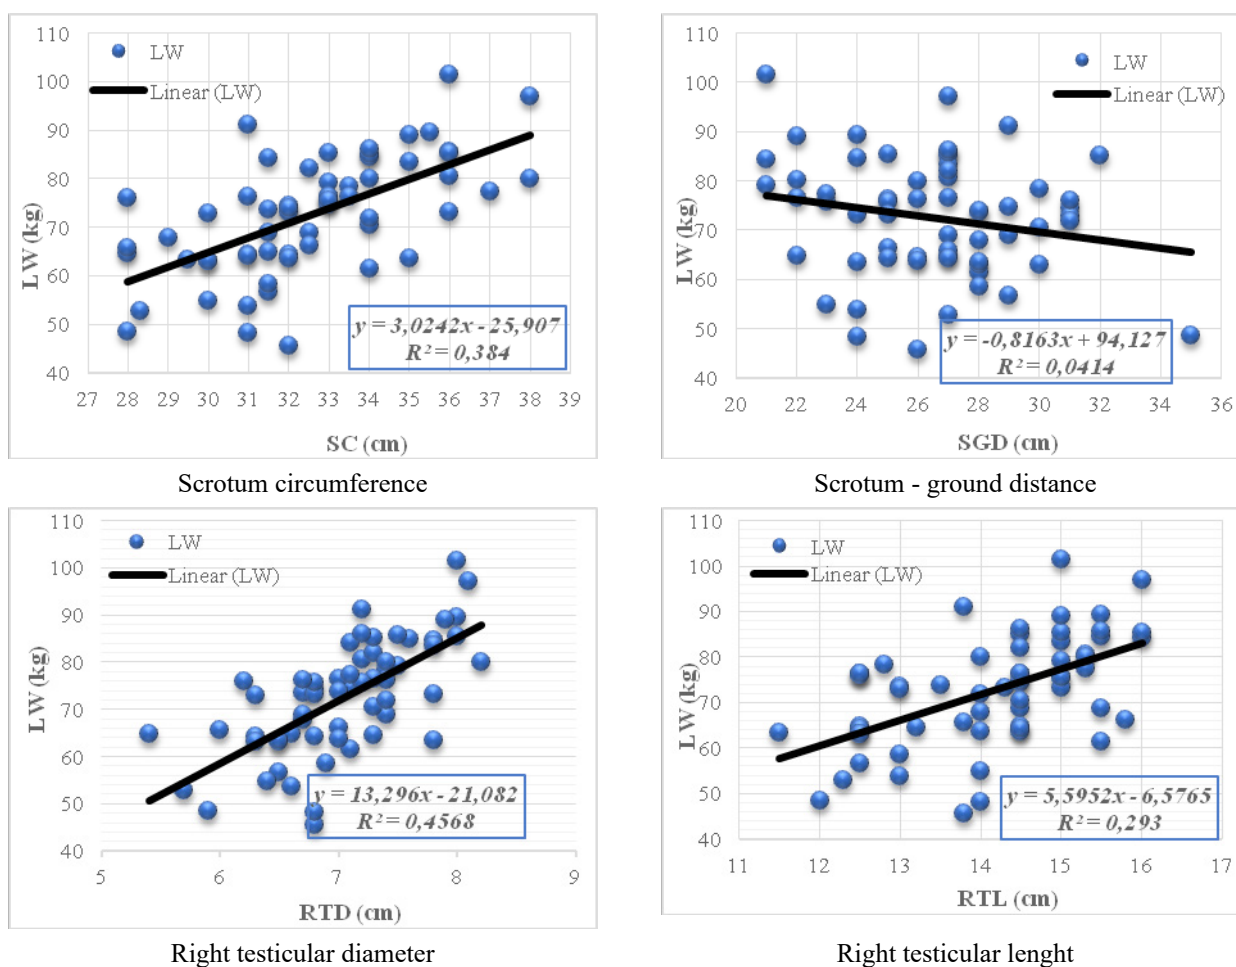 110
100
90
80
70
60
50
40
LW (kg)
LW
Linear (LW)
y = 3,0242x - 25,907
R² = 0,384
27 28 29 30 31 32 33 34 35 36 37 38 39
SC (cm)
Scrotum circumference
110
100
90
80
70
60
50
40
LW (kg)
LW
Linear (LW)
y = -0,8163x + 94,127
R² = 0,0414
20 22 24 26 28 30 32 34 36
SGD (cm)
Scrotum - ground distance
110
100
90
80
70
60
50
40
LW (kg)
LW
Linear (LW)
y = 13,296x - 21,082
R² = 0,4568
5 6 7 8 9
RTD (cm)
Right testicular diameter
110
100
90
80
70
60
50
40
LW (kg)
LW
Linear (LW)
y = 5,5952x - 6,5765
R² = 0,293
11 12 13 14 15 16 17
RTL (cm)
Right testicular lenght